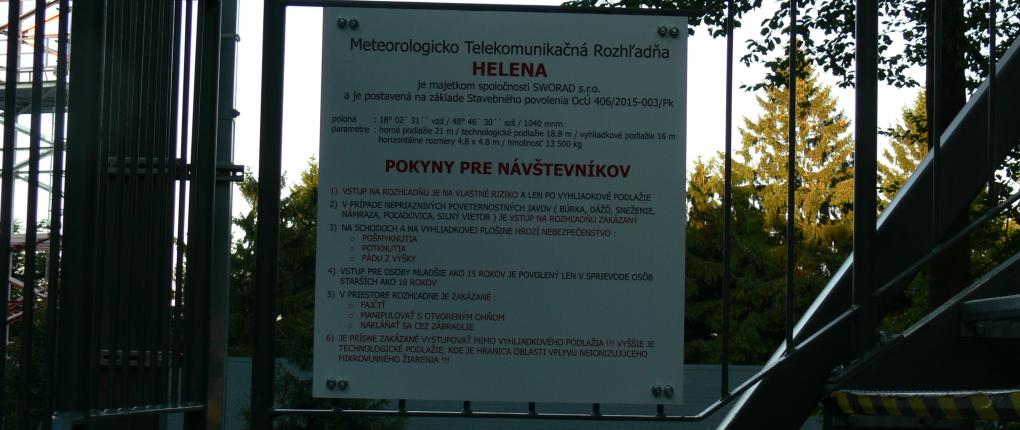 Meteorologicko Telekomunikačná Rozhľadňa
HELENA
je majetkom spoločnosti SWORAD s.r.o.
a je postavená na základe Stavebného povolenia OcÚ 406/2015-003/Pk
poloha : 18° 02´ 31´´ vzd / 48° 46´ 30´´ szš / 1040 mnm
parametre : horné podlažie 21 m / technologické podlažie 18.8 m / vyhliadkové podlažie 16 m
horizontálne rozmery 4.8 x 4.8 m / hmotnosť 13 500 kg
POKYNY PRE NÁVŠTEVNÍKOV
1) VSTUP NA ROZHĽADŇU JE NA VLASTNÉ RIZIKO A LEN PO VYHLIADKOVÉ PODLAŽIE
2) V PRÍPADE NEPRIAZNIVÝCH POVETERNOSTNÝCH JAVOV ( BÚRKA, DÁŽĎ, SNEŽENIE,
NÁMRAZA, POĽADOVICA, SILNÝ VIETOR ) JE VSTUP NA ROZHĽADŇU ZAKÁZANÝ
3) NA SCHODOCH A NA VYHLIADKOVEJ PLOŠINE HROZÍ NEBEZPEČENSTVO :
o POŠMYKNUTIA
o POTKNUTIA
o PÁDU Z VÝŠKY
4) VSTUP PRE OSOBY MLADŠIE AKO 15 ROKOV JE POVOLENÝ LEN V SPRIEVODE OSÔB
STARŠÍCH AKO 18 ROKOV
5) V PRIESTORE ROZHĽADNE JE ZAKÁZANÉ :
o FAJČIŤ
o MANIPULOVAŤ S OTVORENÝM OHŇOM
o NAKLÁŇAŤ SA CEZ ZÁBRADLIE
6) JE PRÍSNE ZAKÁZANÉ VYSTUPOVAŤ MIMO VYHLIADKOVÉHO PODLAŽIA !!! VYŠŠIE JE
TECHNOLOGICKÉ PODLAŽIE, KDE JE HRANICA OBLASTI VPLYVU NEIONIZUJÚCEHO
MIKROVLNNÉHO ŽIARENIA !!!